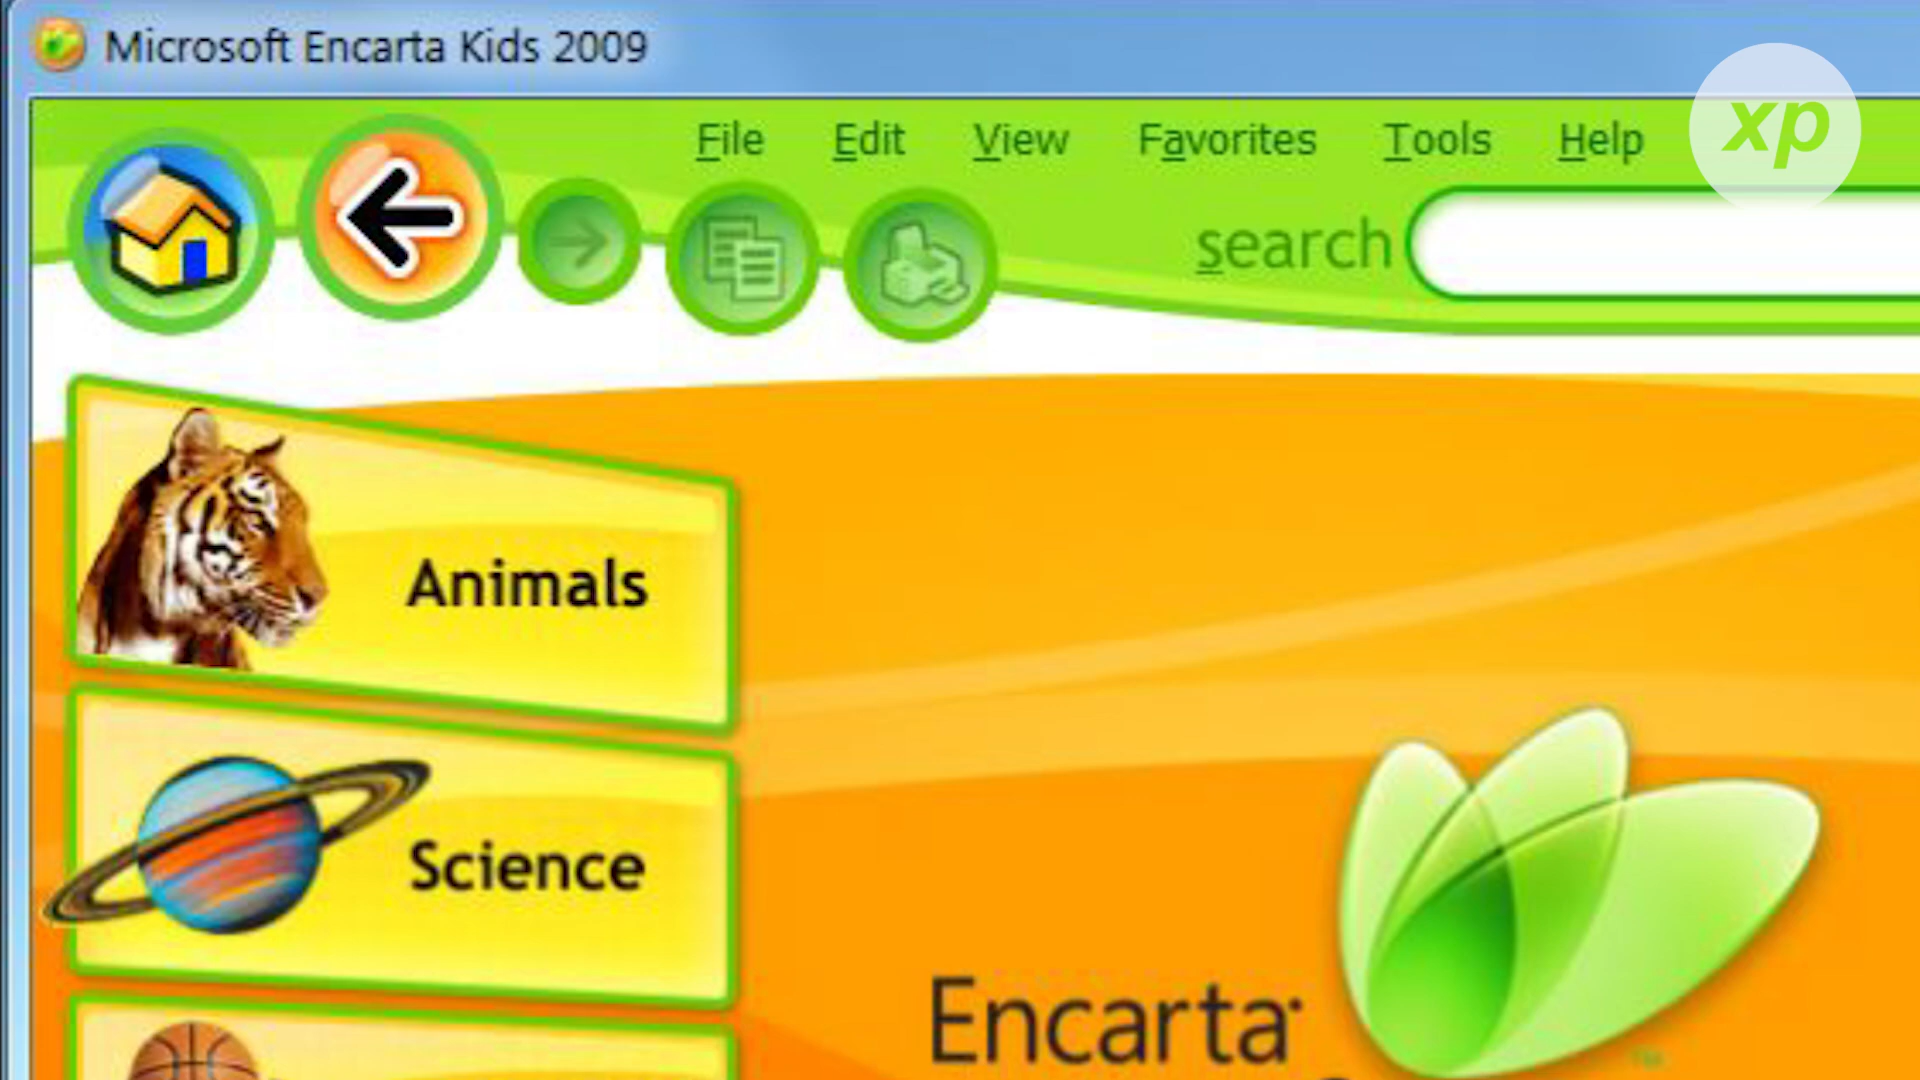 Microsoft Encarta Kids 2009
xp
File Edit View Favorites Tools Help
search
Animals
Science
Encarta